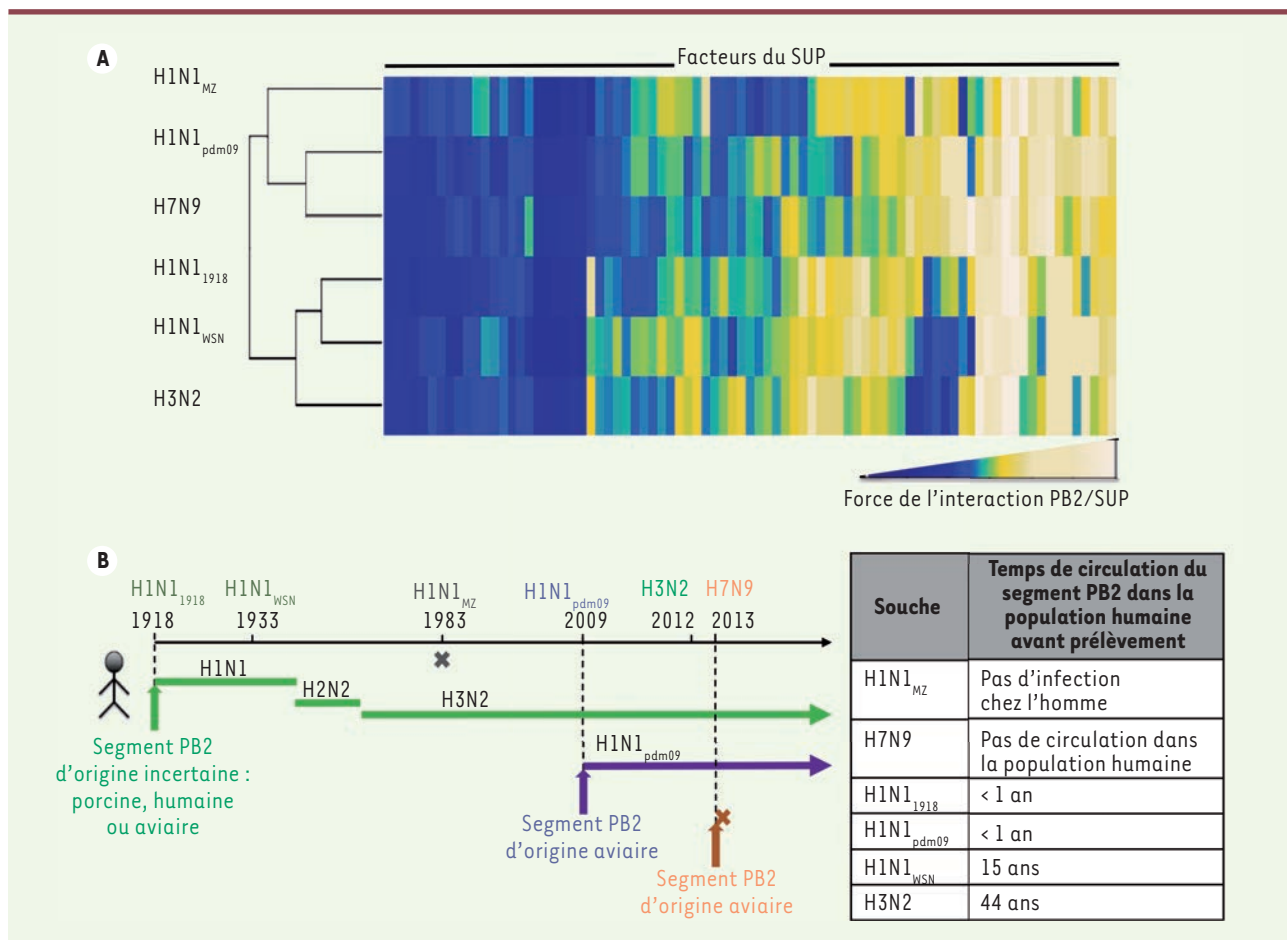 A
Facteurs du SUP
H1N1MZ
H1N1pdm09
H7N9
H1N11918
H1N1WSN
H3N2
Force de l'interaction PB2/SUP
B
H1N11918 H1N1WSN H1N1MZ H1N1pdm09 H3N2 H7N9
1918 1933 1983 2009 2012 2013
H1N1
H2N2
H3N2
H1N1pdm09
Segment PB2
d'origine incertaine :
porcine, humaine
ou aviaire
Segment PB2
d'origine aviaire
Segment PB2
d'origine aviaire
Souche
Temps de circulation du
segment PB2 dans la
population humaine
avant prélèvement
H1N1MZ
Pas d'infection
chez l'homme
H7N9
Pas de circulation dans
la population humaine
H1N11918
< 1 an
H1N1pdm09
< 1 an
H1N1WSN
15 ans
H3N2
44 ans